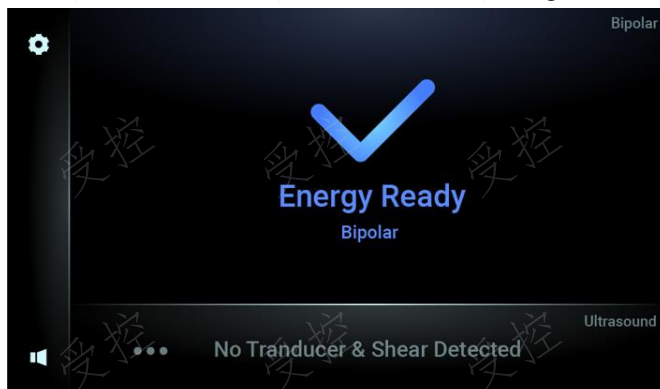 Bipolar
Energy Ready
Bipolar
Ultrasound
No Tranducer & Shear Detected
受控
受控
受控
受控
受控
受控